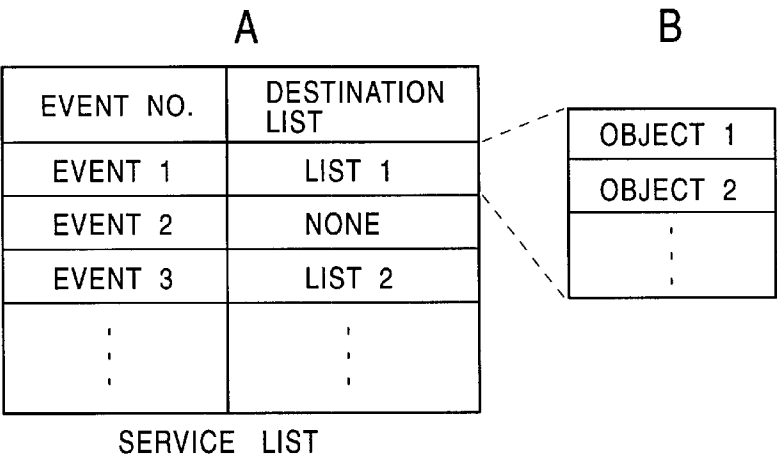 A
B
EVENT NO.
DESTINATION
LIST
EVENT 1
LIST 1
EVENT 2
NONE
EVENT 3
LIST 2
OBJECT 1
OBJECT 2
SERVICE LIST